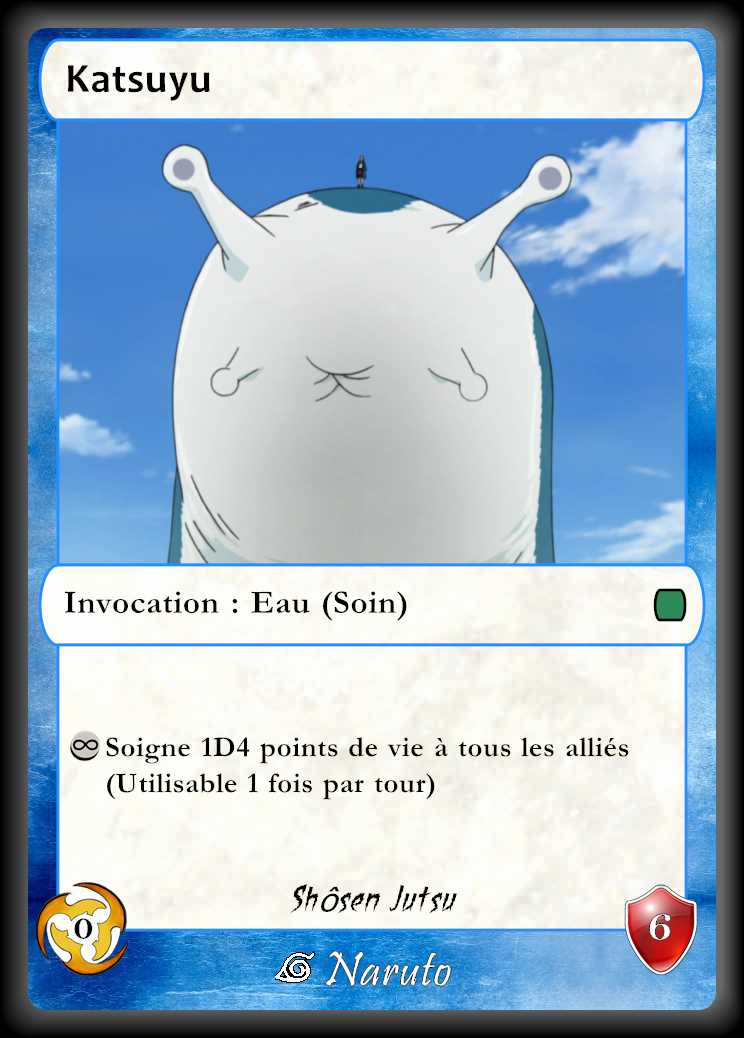 Katsuyu
Invocation : Eau (Soin)
∞ Soigne 1D4 points de vie à tous les alliés
(Utilisable 1 fois par tour)
Shôsen Jutsu
0
6
Naruto